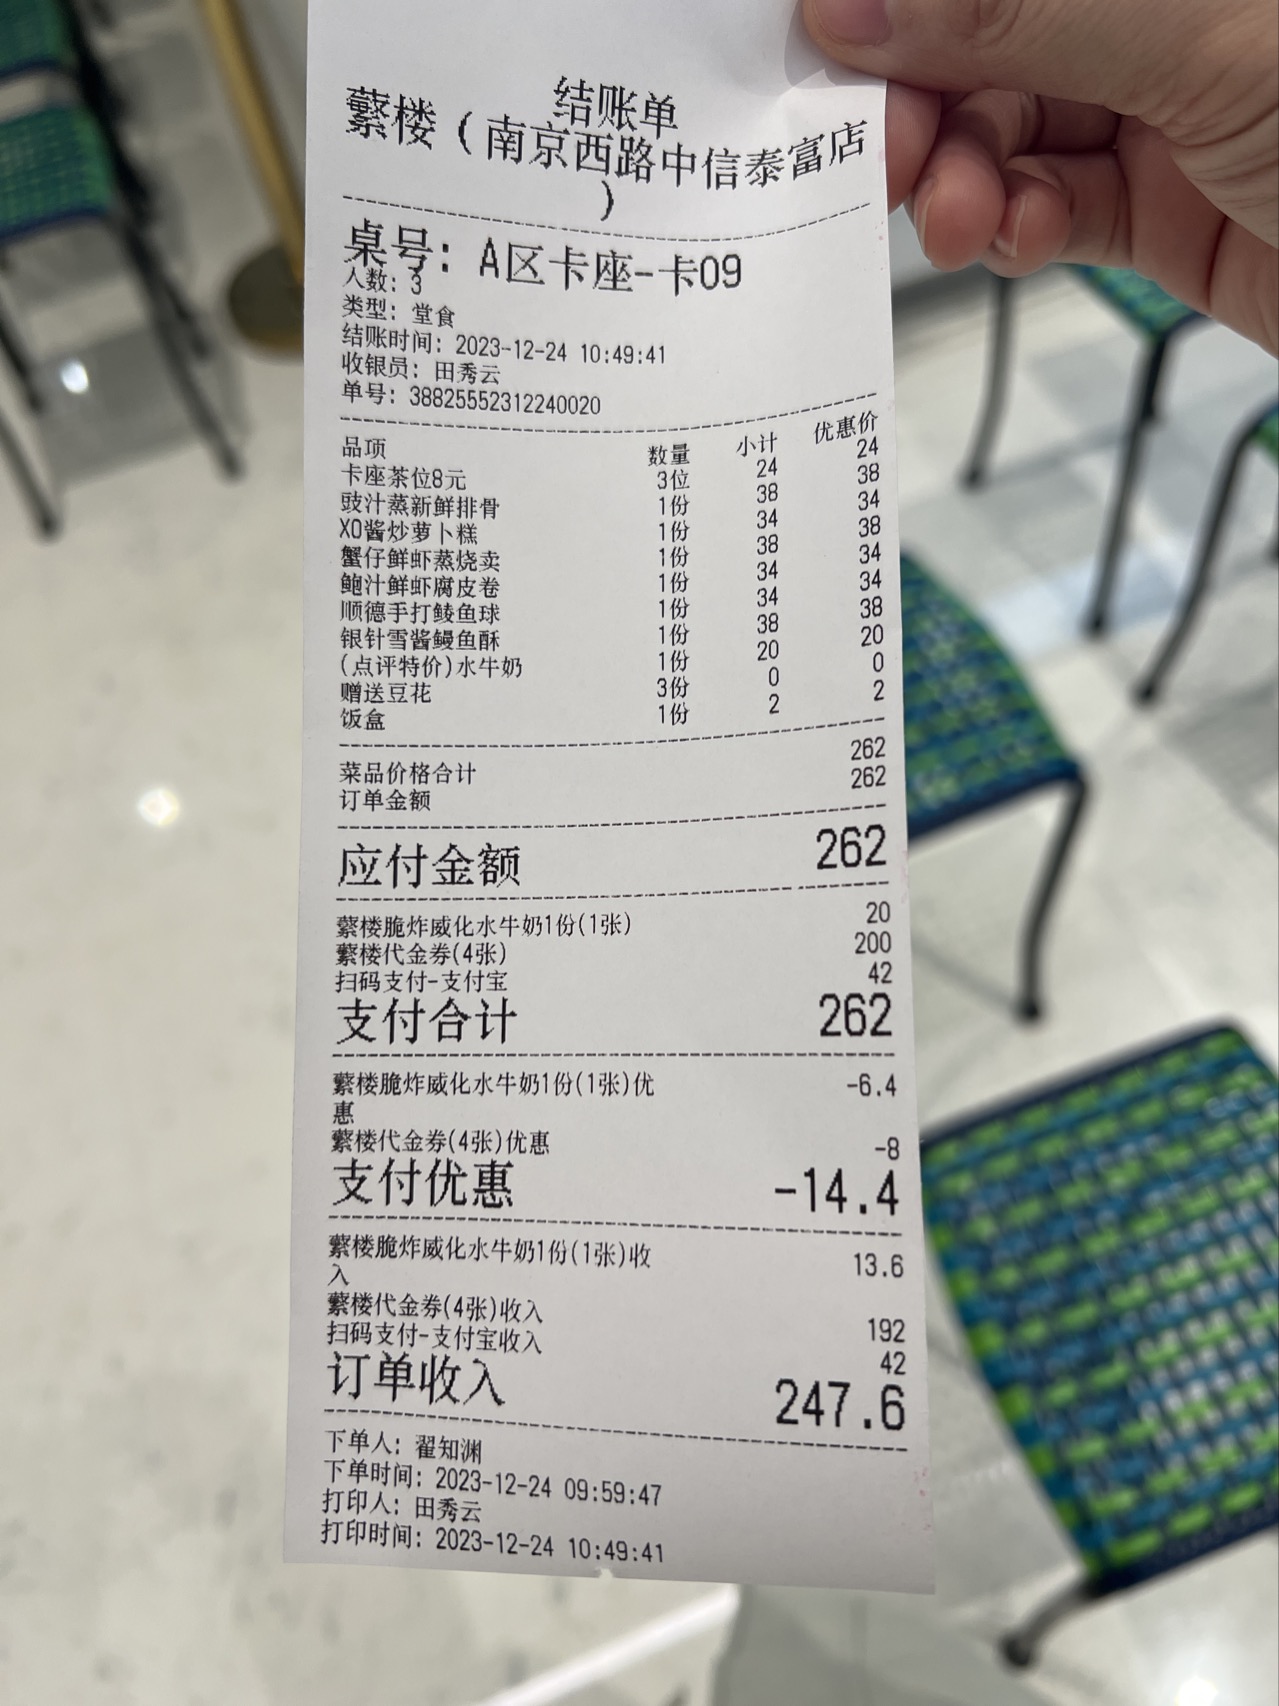 结账单
蘩楼（南京西路中信泰富店
）
桌号：A区卡座-卡09
人数：3
类型：堂食
结账时间：2023-12-24 10:49:41
收银员：田秀云
单号：38825552312240020
品项 数量 小计 优惠价
卡座茶位8元 3位 24 24
豉汁蒸新鲜排骨 1份 38 38
XO酱炒萝卜糕 1份 34 34
蟹仔鲜虾蒸烧卖 1份 38 38
鲍汁鲜虾腐皮卷 1份 34 34
顺德手打鲮鱼球 1份 34 34
银针雪酱鳗鱼酥 1份 38 38
(点评特价)水牛奶 1份 20 20
赠送豆花 3份 0 0
饭盒 1份 2 2
菜品价格合计 262
订单金额 262
应付金额 262
蘩楼脆炸威化水牛奶1份(1张) 20
蘩楼代金券(4张) 200
扫码支付-支付宝 42
支付合计 262
蘩楼脆炸威化水牛奶1份(1张)优 -6.4
惠
蘩楼代金券(4张)优惠 -8
支付优惠 -14.4
蘩楼脆炸威化水牛奶1份(1张)收 13.6
入
蘩楼代金券(4张)收入 192
扫码支付-支付宝收入 42
订单收入 247.6
下单人：翟知渊
下单时间：2023-12-24 09:59:47
打印人：田秀云
打印时间：2023-12-24 10:49:41